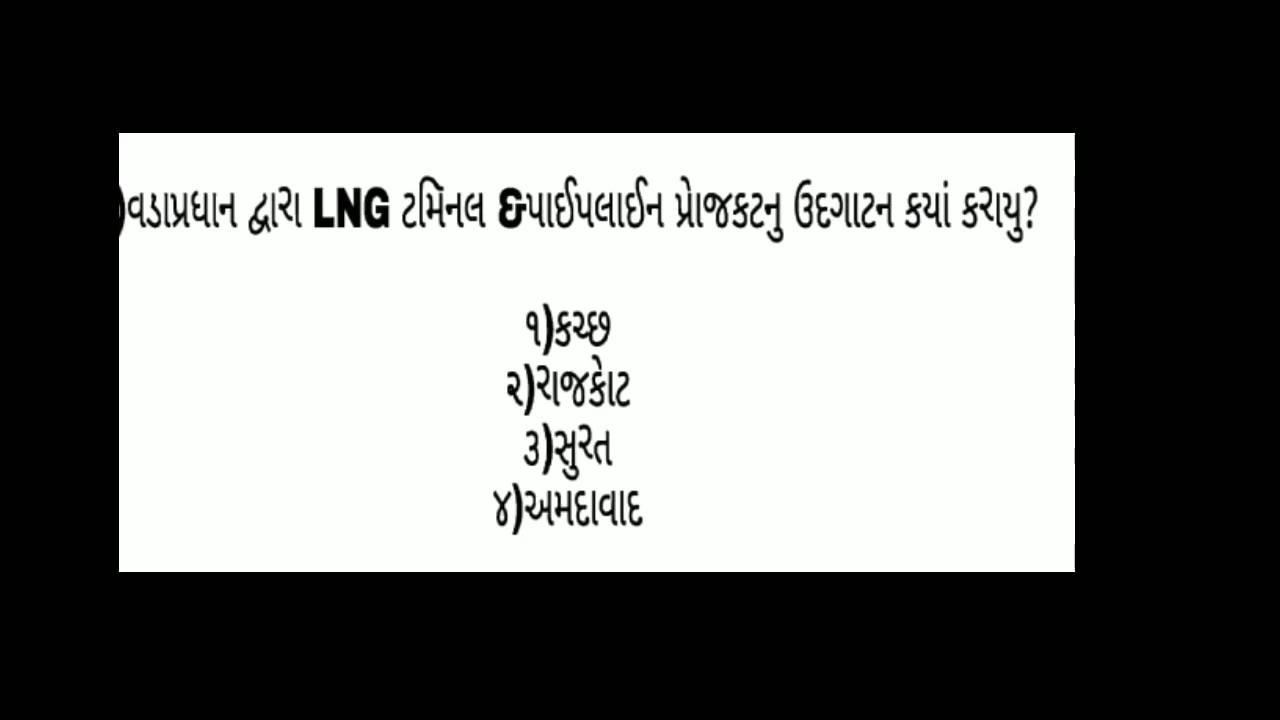 )વડાપ્રધાન દ્વારા LNG ટર્મિનલ &પાઈપલાઈન પ્રોજકટનુ ઉદગાટન કયાં કરાયુ?
૧)કચ્છ
૨)રાજકોટ
૩)સુરત
૪)અમદાવાદ